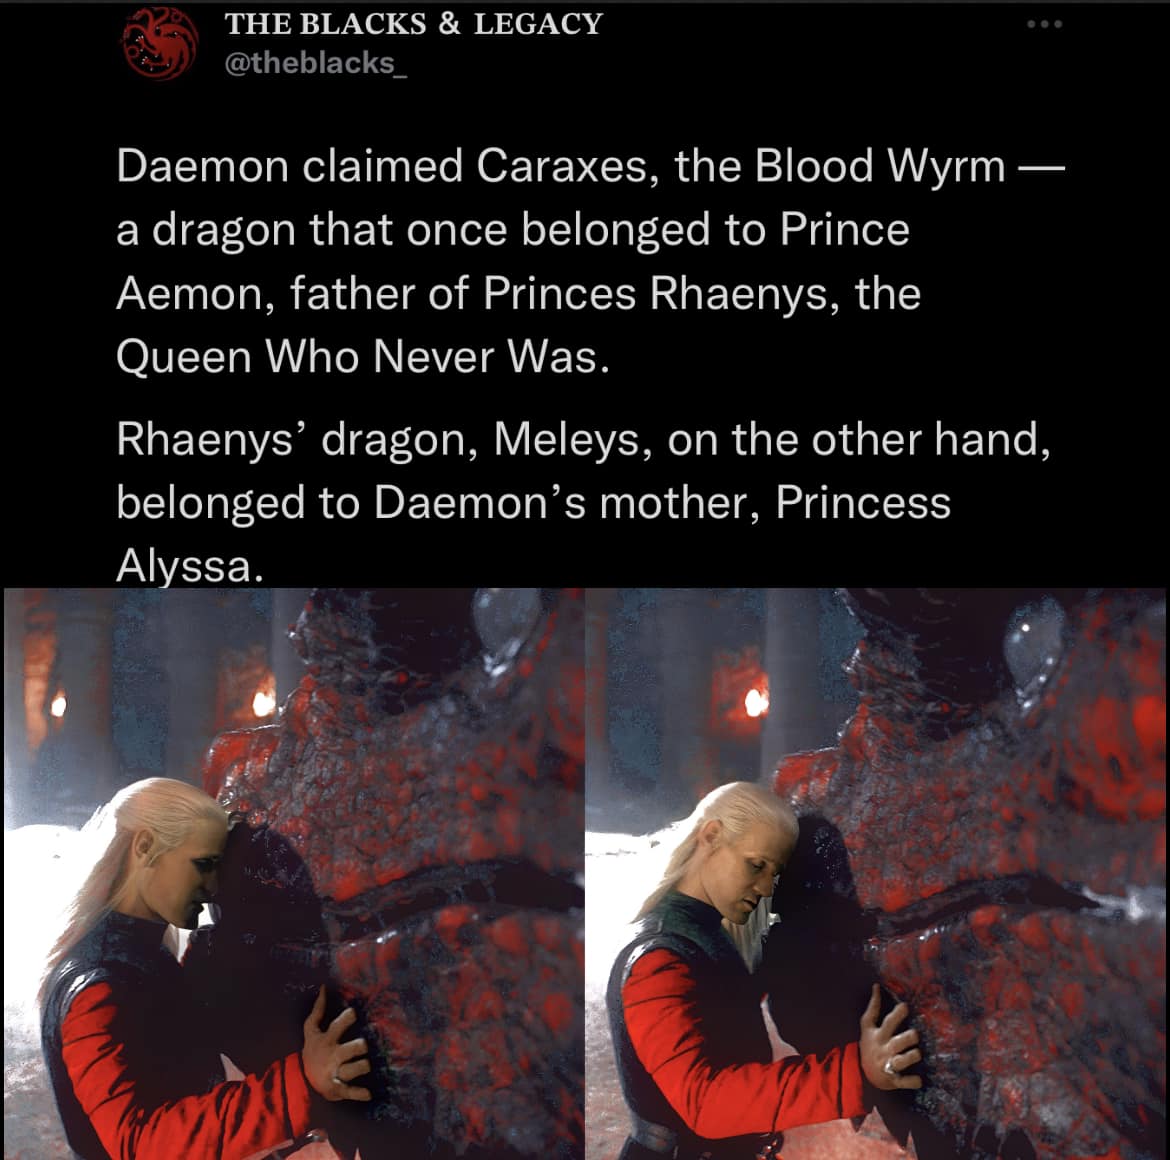 THE BLACKS & LEGACY
@theblacks_
Daemon claimed Caraxes, the Blood Wyrm —
a dragon that once belonged to Prince
Aemon, father of Princes Rhaenys, the
Queen Who Never Was.
Rhaenys’ dragon, Meleys, on the other hand,
belonged to Daemon’s mother, Princess
Alyssa.